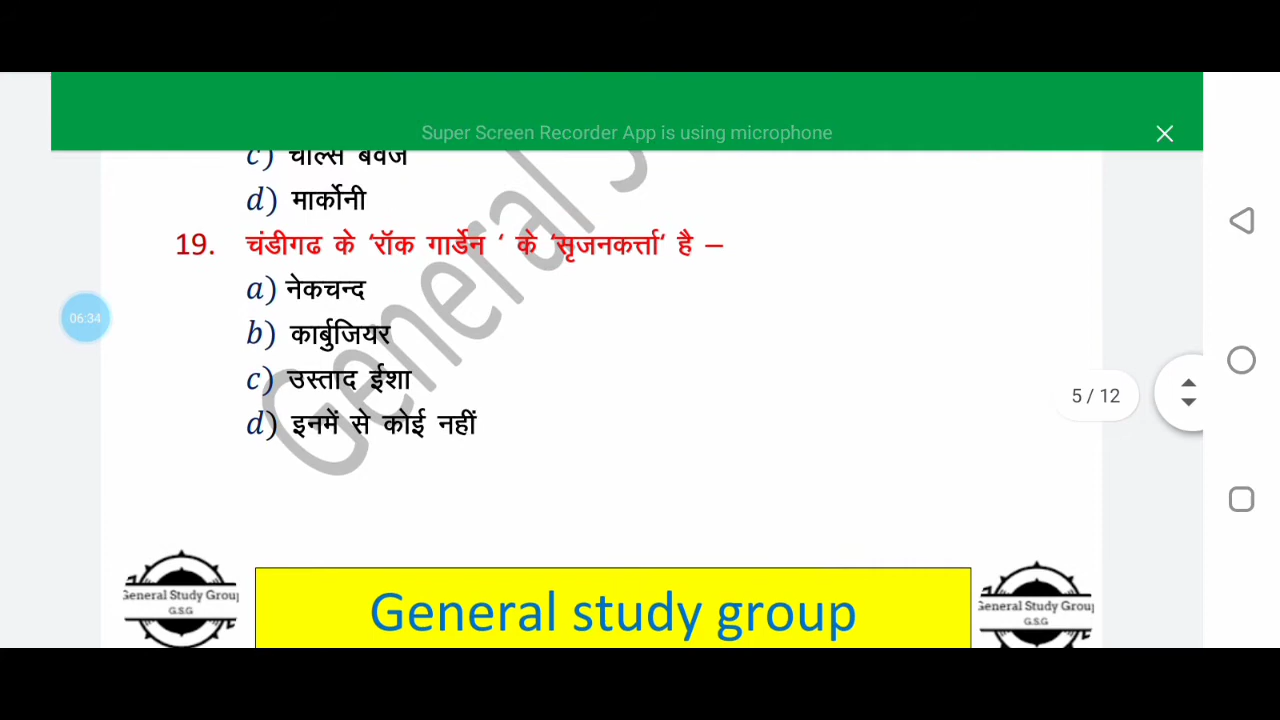 Super Screen Recorder App is using microphone
c) चार्ल्स बैवेज
d) मार्कोनी
19. चंडीगढ के ‘रॉक गार्डेन ‘ के ‘सृजनकर्त्ता’ है –
a) नेकचन्द
06:34
b) कार्बुजियर
c) उस्ताद ईशा
5 / 12
d) इनमें से कोई नहीं
General S
General Study Group
G.S.G
General study group
General Study Group
G.S.G